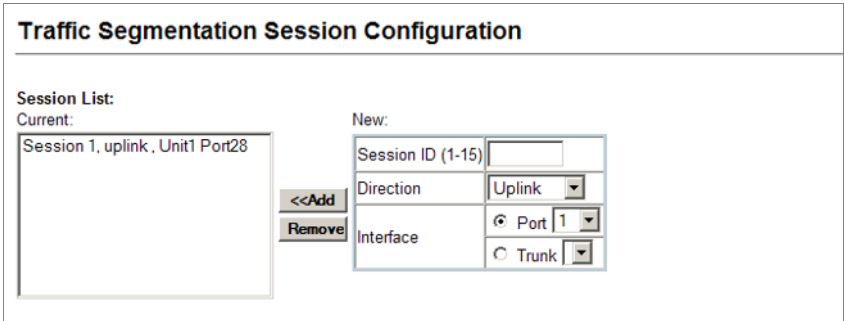 Traffic Segmentation Session Configuration
Session List:
Current:
New:
Session 1, uplink , Unit1 Port28
<<Add
Remove
Session ID (1-15)
Direction
Uplink
Interface
Port 1
Trunk